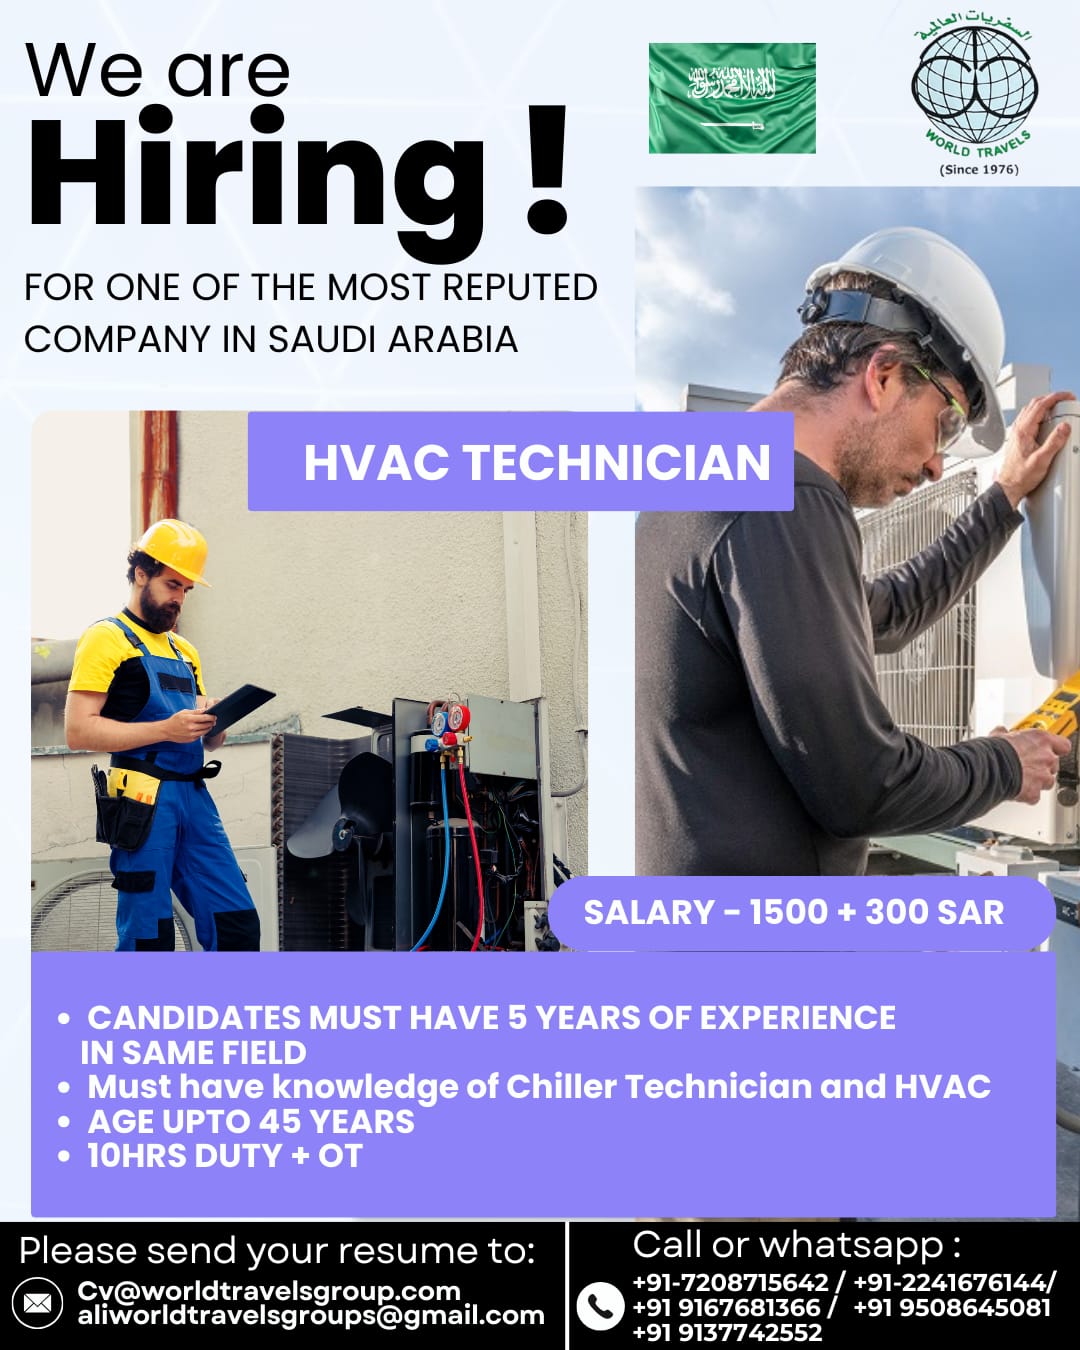 We are
Hiring !
FOR ONE OF THE MOST REPUTED
COMPANY IN SAUDI ARABIA
السفريات العالمية
WORLD TRAVELS
(Since 1976)
HVAC TECHNICIAN
SALARY - 1500 + 300 SAR
• CANDIDATES MUST HAVE 5 YEARS OF EXPERIENCE
IN SAME FIELD
• Must have knowledge of Chiller Technician and HVAC
• AGE UPTO 45 YEARS
• 10HRS DUTY + OT
Please send your resume to:
Cv@worldtravelsgroup.com
aliworldtravelsgroups@gmail.com
Call or whatsapp :
+91-7208715642 / +91-2241676144/
+91 9167681366 / +91 9508645081
+91 9137742552